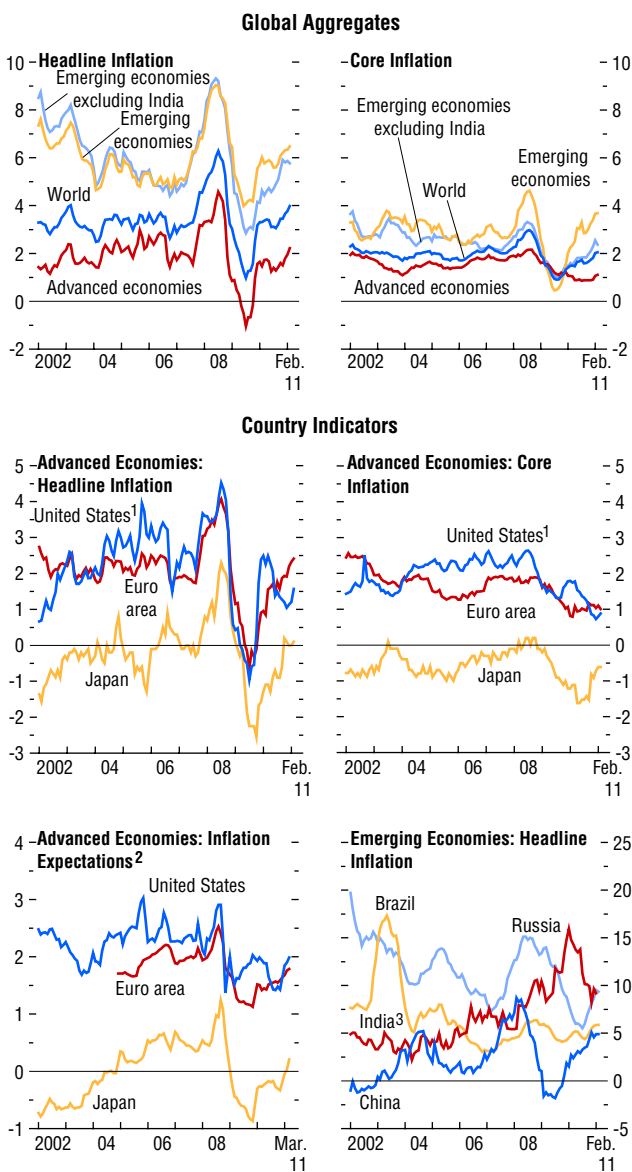 Global Aggregates
Headline Inflation
Emerging economies
excluding India
Emerging
economies
World
Advanced economies
10
8
6
4
2
0
-2
2002 04 06 08 Feb.
11
Core Inflation
Emerging economies
excluding India
World
Emerging
economies
Advanced economies
10
8
6
4
2
0
-2
2002 04 06 08 Feb.
11
Country Indicators
Advanced Economies:
Headline Inflation
United States1
Euro
area
Japan
5
4
3
2
1
0
-1
-2
-3
2002 04 06 08 Feb.
11
Advanced Economies: Core
Inflation
United States1
Euro area
Japan
5
4
3
2
1
0
-1
-2
-3
2002 04 06 08 Feb.
11
Advanced Economies: Inflation
Expectations2
United States
Euro area
Japan
4
3
2
1
0
-1
2002 04 06 08 Mar.
11
Emerging Economies: Headline
Inflation
Brazil
Russia
India3
China
25
20
15
10
5
0
-5
2002 04 06 08 Feb.
11